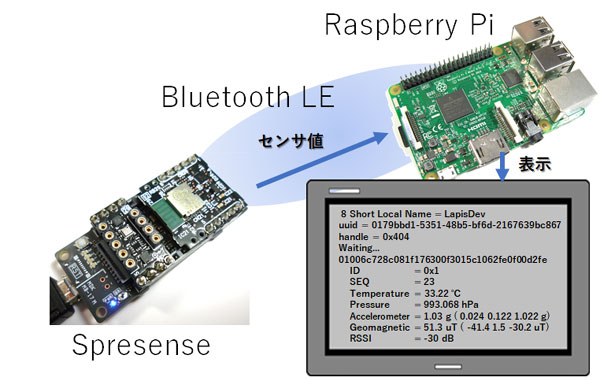 Raspberry Pi
Bluetooth LE
センサ値
表示
HDMI
Spresense
8 Short Local Name = LapisDev
uuid = 0179bbd1-5351-48b5-bf6d-2167639bc867
handle = 0x404
Waiting...
01006c728c081f176300f3015c1062fe0f00d2fe
ID = 0x1
SEQ = 23
Temperature = 33.22 ℃
Pressure = 993.068 hPa
Accelerometer = 1.03 g ( 0.024 0.122 1.022 g)
Geomagnetic = 51.3 uT ( -41.4 1.5 -30.2 uT)
RSSI = -30 dB